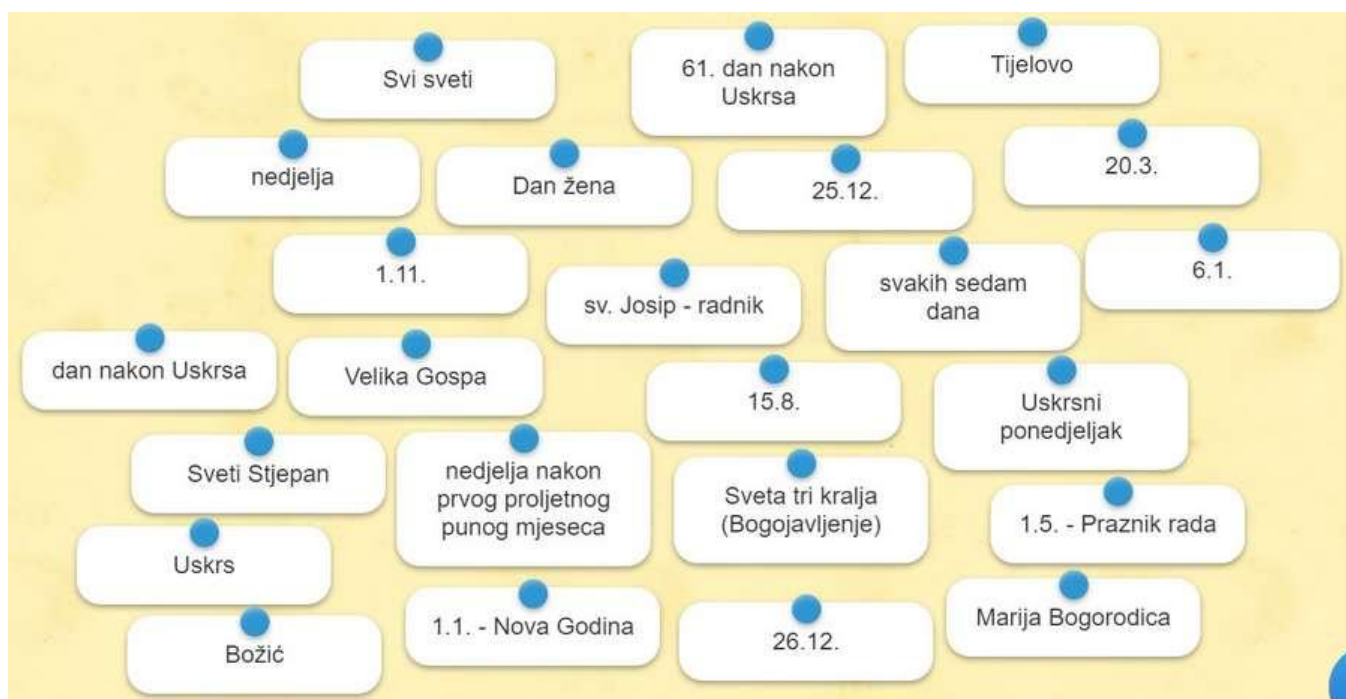 Svi sveti
61. dan nakon
Uskrsa
Tijelovo
nedjelja
Dan žena
25.12.
20.3.
1.11.
sv. Josip - radnik
svakih sedam
dana
6.1.
dan nakon Uskrsa
Velika Gospa
15.8.
Uskrsni
ponedjeljak
Sveti Stjepan
nedjelja nakon
prvog proljetnog
punog mjeseca
Sveta tri kralja
(Bogojavljenje)
1.5. - Praznik rada
Uskrs
Božić
1.1. - Nova Godina
26.12.
Marija Bogorodica